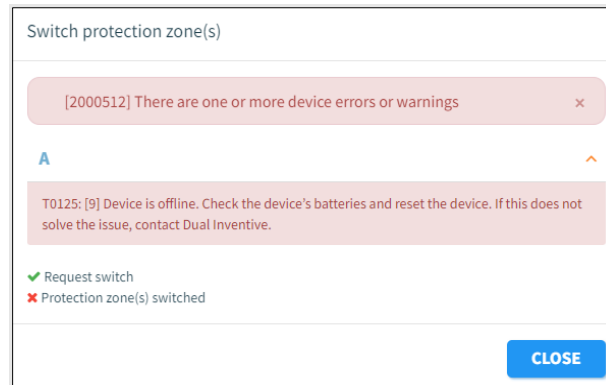 Switch protection zone(s)
[2000512] There are one or more device errors or warnings
×
A
T0125: [9] Device is offline. Check the device's batteries and reset the device. If this does not
solve the issue, contact Dual Inventive.
Request switch
Protection zone(s) switched
CLOSE